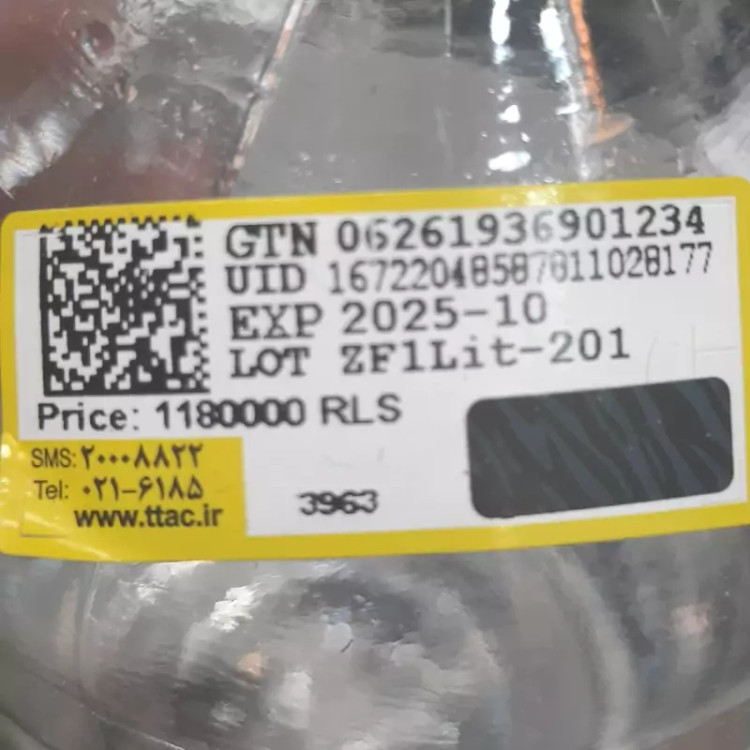 GTN 06261936901234
UID 16722048587811028177
EXP 2025-10
LOT ZF1Lit-201
Price: 1180000 RLS
SMS: ۲۰۰۰۸۸۲۲
Tel: ۰۲۱-۶۱۸۵
www.ttac.ir
3963